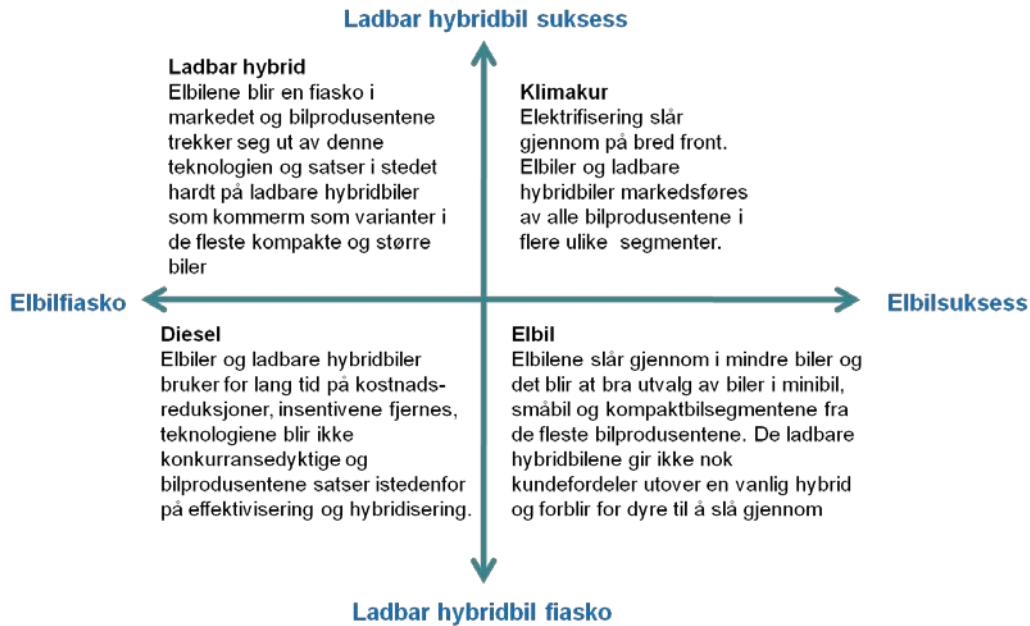 Ladbar hybridbil suksess
Ladbar hybrid
Elbilene blir en fiasko i
markedet og bilprodusentene
trekker seg ut av denne
teknologien og satser i stedet
hardt på ladbare hybridbiler
som kommerm som varianter i
de fleste kompakte og større
biler
Klimakur
Elektrifisering slår
gjennom på bred front.
Elbiler og ladbare
hybridbiler markedsføres
av alle bilprodusentene i
flere ulike segmenter.
Elbilfiasko
Elbilsuksess
Diesel
Elbiler og ladbare hybridbiler
bruker for lang tid på kostnads-
reduksjoner, insentivene fjernes,
teknologiene blir ikke
konkurransedyktige og
bilprodusentene satser istedenfor
på effektivisering og hybridisering.
Elbil
Elbilene slår gjennom i mindre biler og
det blir at bra utvalg av biler i minibil,
småbil og kompaktbilsegmentene fra
de fleste bilprodusentene. De ladbare
hybridbilene gir ikke nok
kundefordeler utover en vanlig hybrid
og forblir for dyre til å slå gjennom
Ladbar hybridbil fiasko